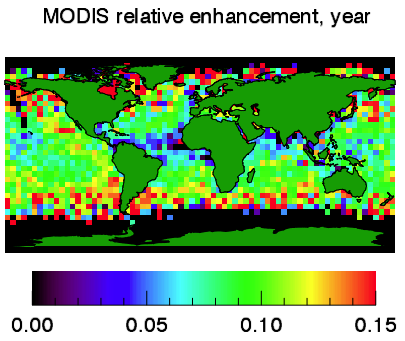 MODIS relative enhancement, year
0.00 0.05 0.10 0.15